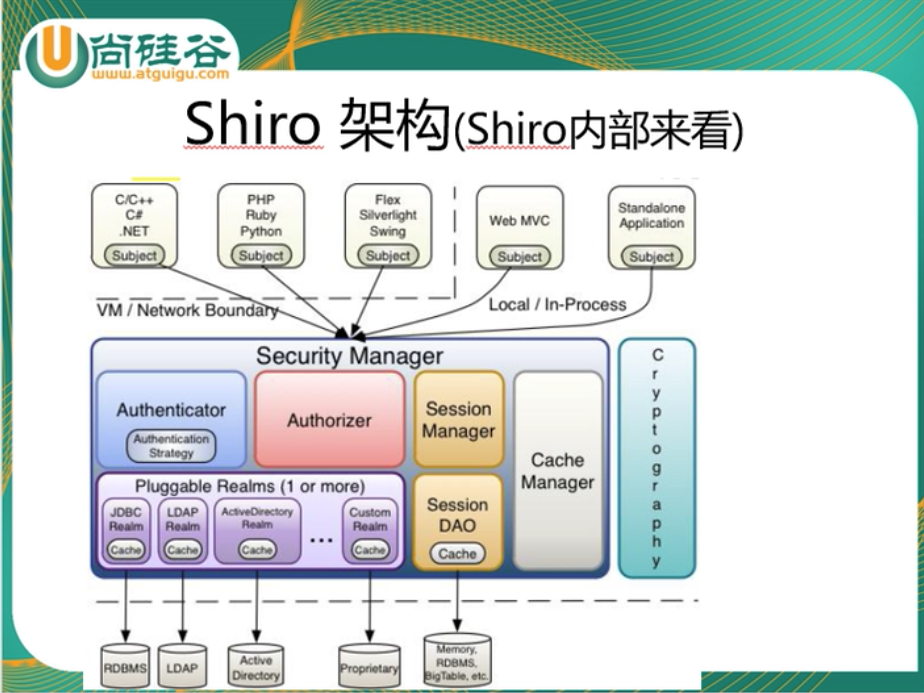 尚硅谷
www.atguigu.com
Shiro 架构(Shiro内部来看)
C/C++
C#
.NET
Subject
PHP
Ruby
Python
Subject
Flex
Silverlight
Swing
Subject
Web MVC
Subject
Standalone
Application
Subject
VM / Network Boundary
Local / In-Process
Security Manager
Authenticator
Authentication
Strategy
Authorizer
Session
Manager
Cache
Manager
Pluggable Realms (1 or more)
JDBC
Realm
Cache
LDAP
Realm
Cache
ActiveDirectory
Realm
Cache
...
Custom
Realm
Cache
Session
DAO
Cache
Cryptography
RDBMS
LDAP
Active
Directory
Proprietary
Memory,
RDBMS,
BigTable, etc.